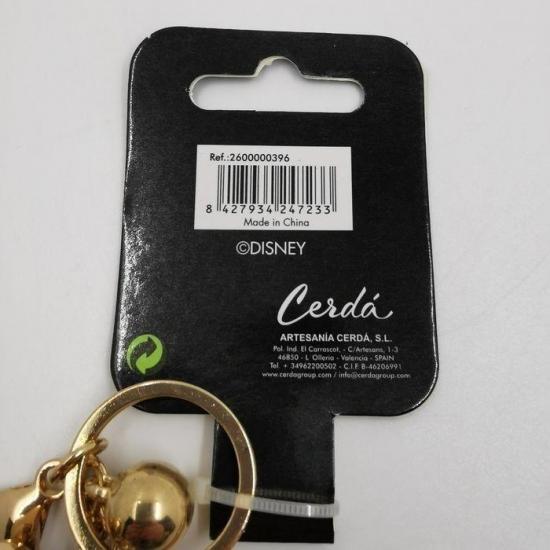 Ref.:2600000396
8 427934 247233
Made in China
©DISNEY
Cerdá
ARTESANÍA CERDÁ, S.L.
Pol. Ind. El Carrascot, - C/Artesans, 1-3
46850 - L Olleria - Valencia - SPAIN
Tel. + 34962200502 - C.I.F. B-46206991
www.cerdagroup.com / info@cerdagroup.com